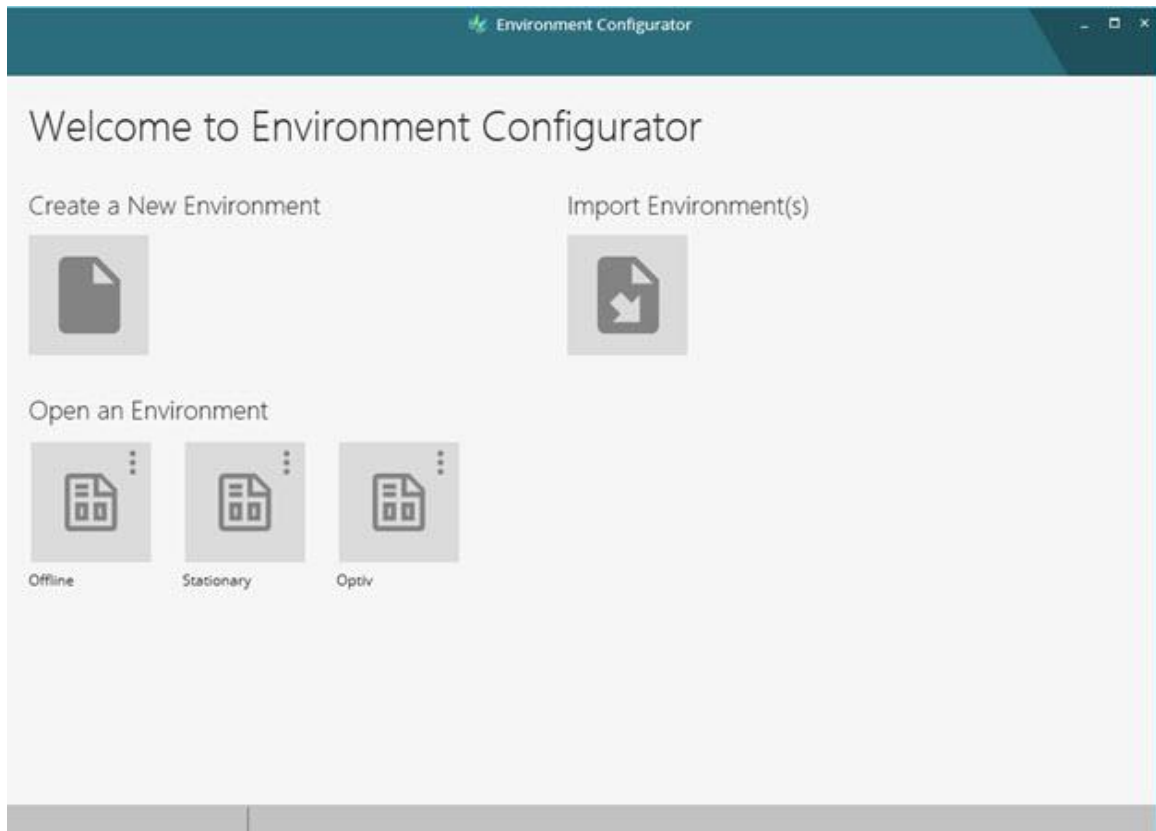 Environment Configurator
Welcome to Environment Configurator
Create a New Environment
Import Environment(s)
Open an Environment
Offline
Stationary
Optiv